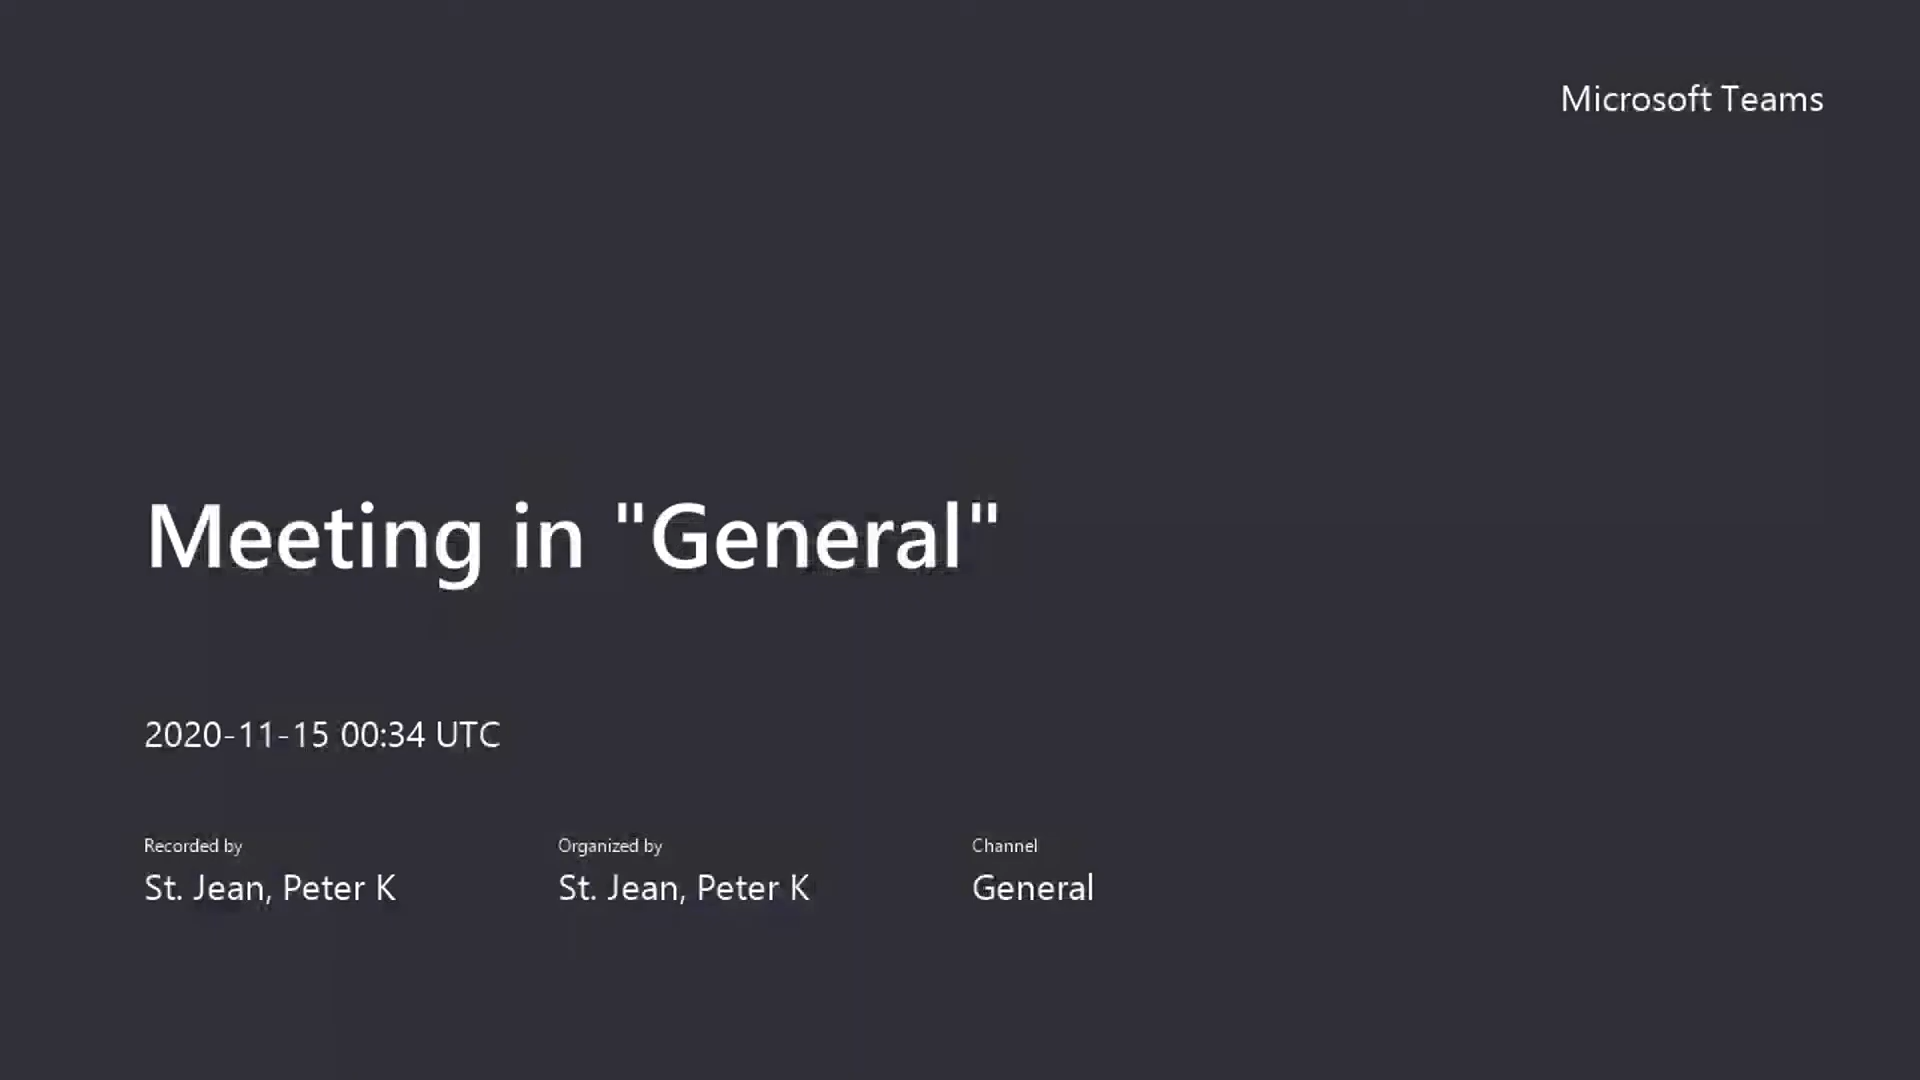 Microsoft Teams
Meeting in "General"
2020-11-15 00:34 UTC
Recorded by
St. Jean, Peter K
Organized by
St. Jean, Peter K
Channel
General